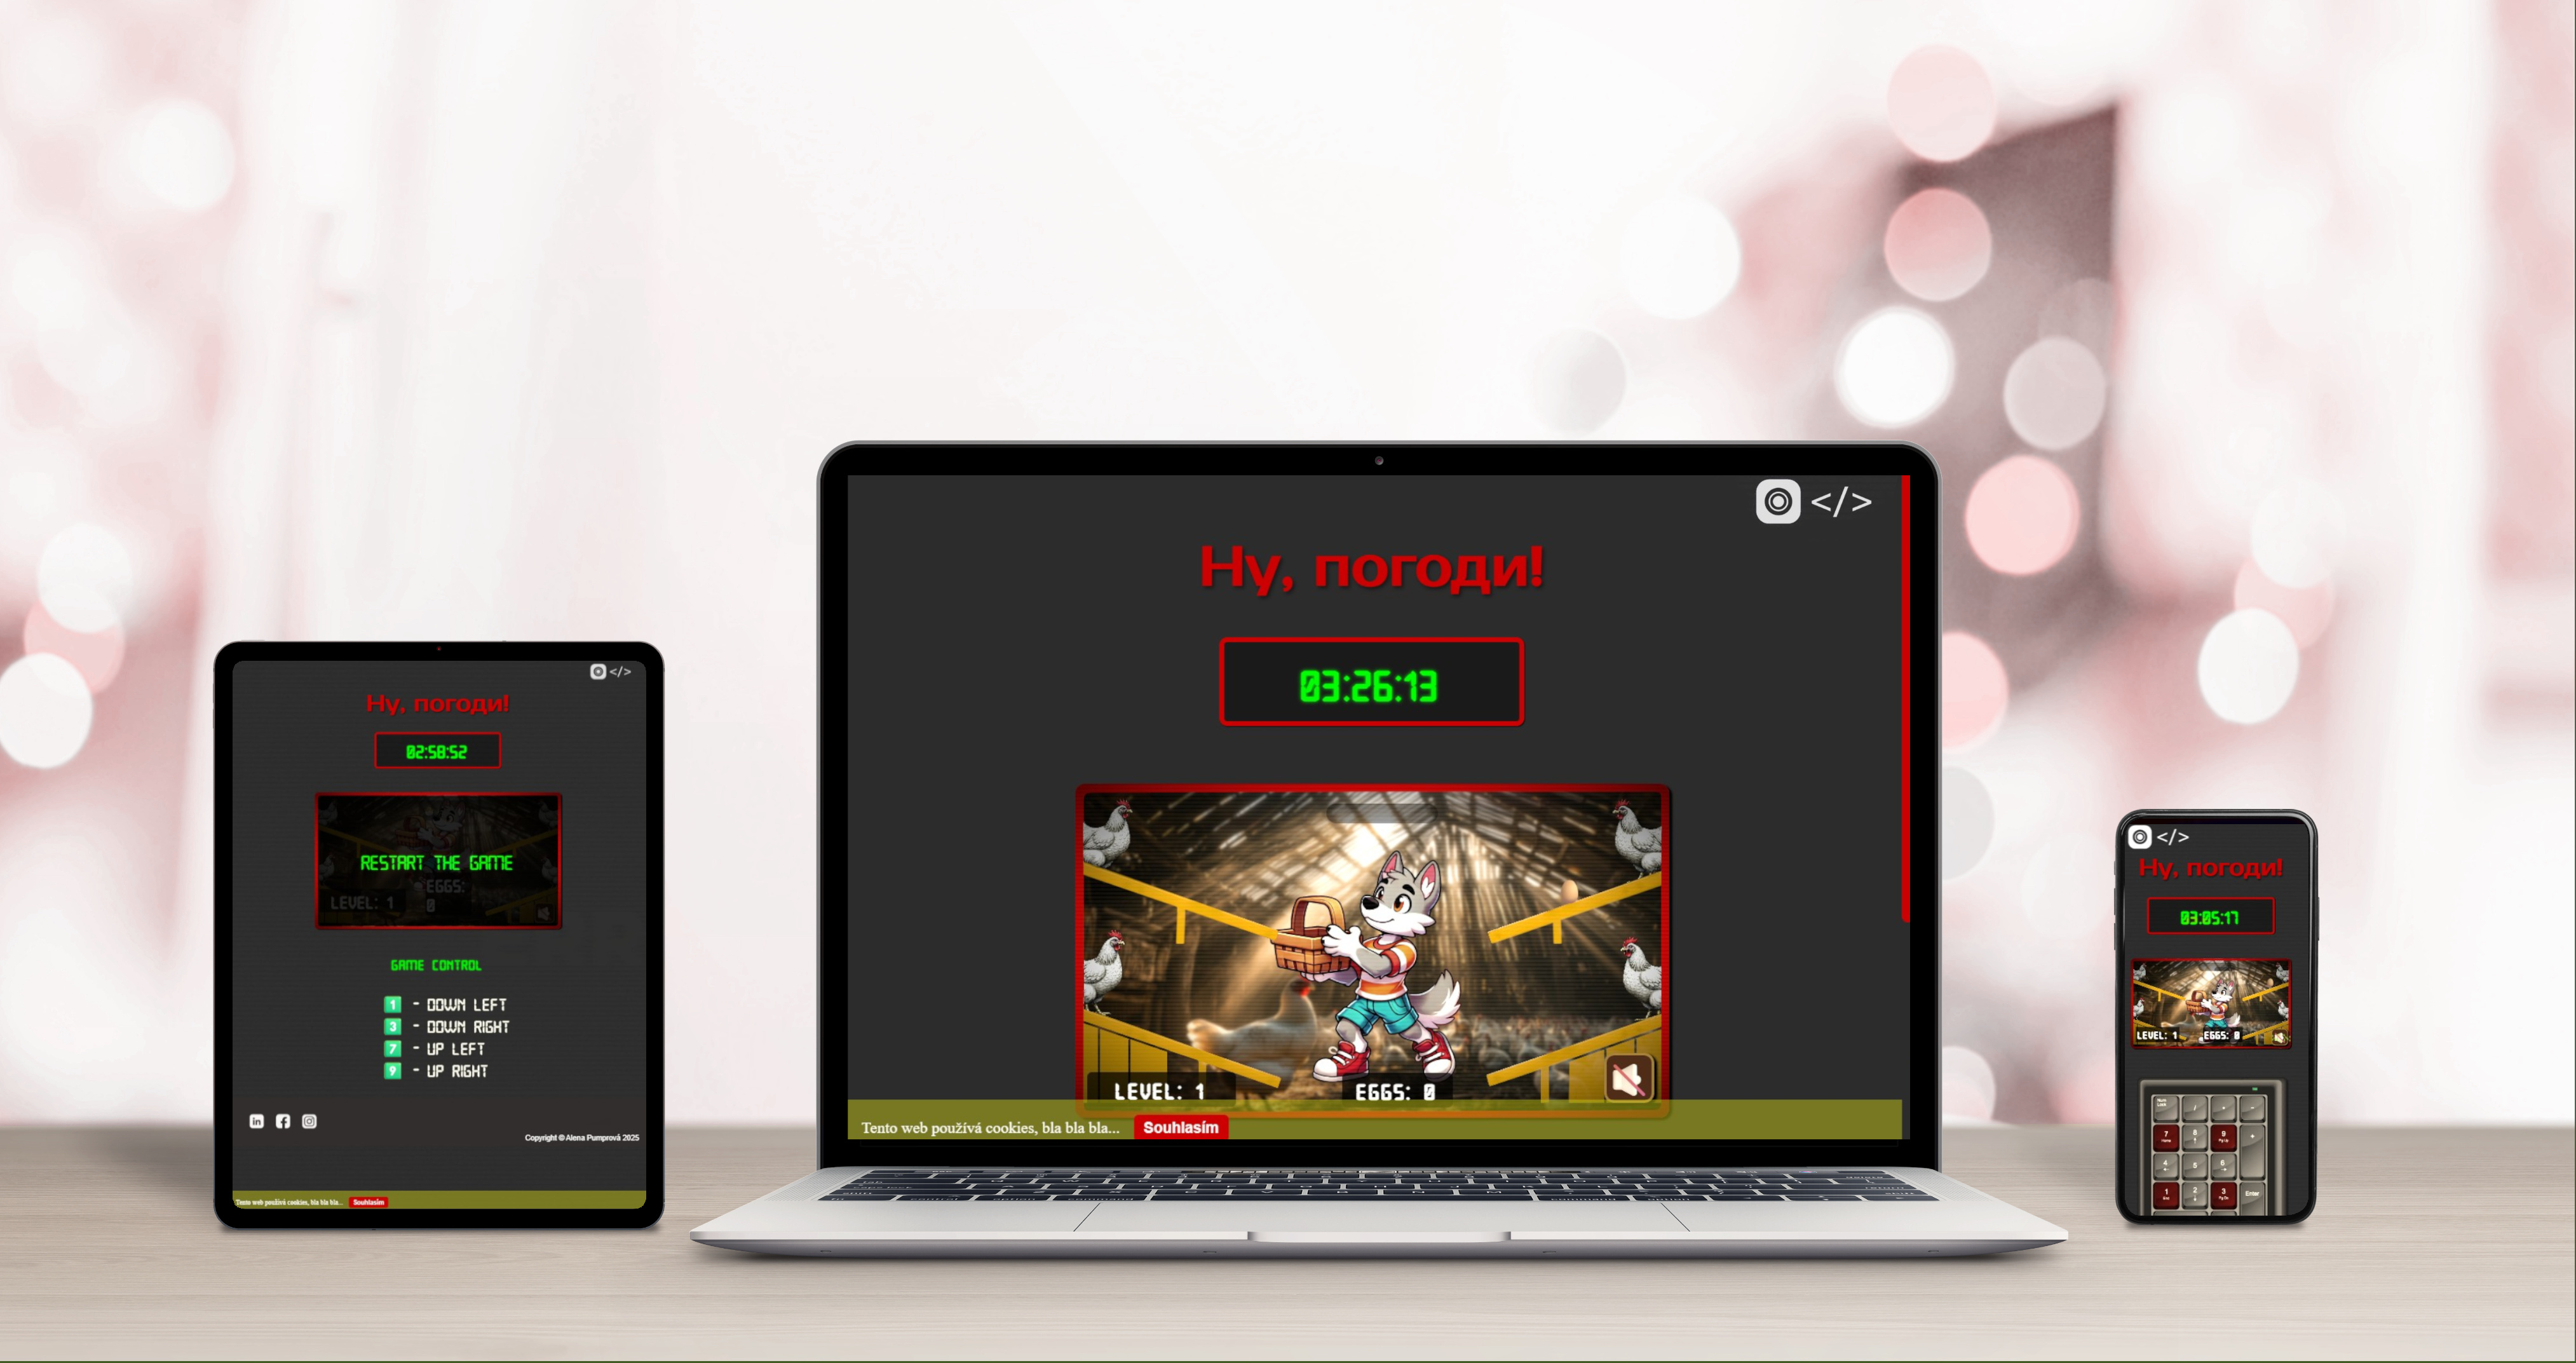 </>
Ну, погоди!
02:58:52
RESTART THE GAME
EGGS:
LEVEL: 1
0
GAME CONTROL
1 - DOWN LEFT
3 - DOWN RIGHT
7 - UP LEFT
9 - UP RIGHT
in
Copyright © Alena Pumprová 2025
Tento web používá cookies, bla bla bla...
Souhlasím
</>
Ну, погоди!
03:26:13
LEVEL: 1
EGGS: 0
Tento web používá cookies, bla bla bla...
Souhlasím
</>
Ну, погоди!
03:05:17
LEVEL: 1
EGGS: 0
Num
Lock
7 8 9
4 5 6
1 2 3 Enter